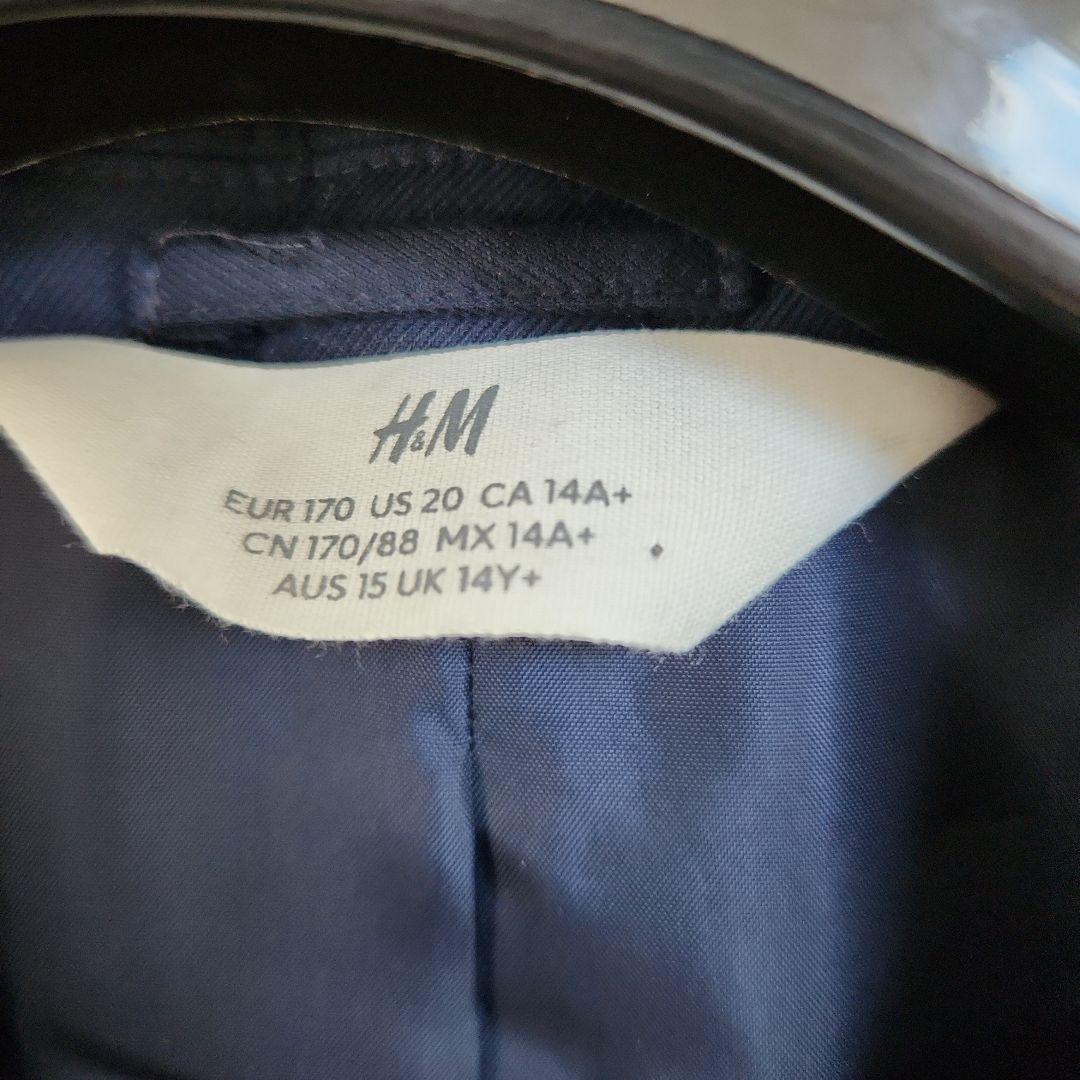 H&M
EUR 170 US 20 CA 14A+
CN 170/88 MX 14A+
AUS 15 UK 14Y+